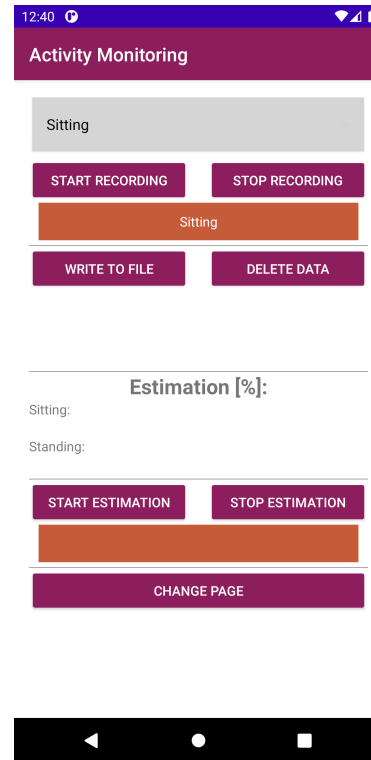 12:40
Activity Monitoring
Sitting
START RECORDING STOP RECORDING
Sitting
WRITE TO FILE DELETE DATA
Estimation [%]:
Sitting:
Standing:
START ESTIMATION STOP ESTIMATION
CHANGE PAGE